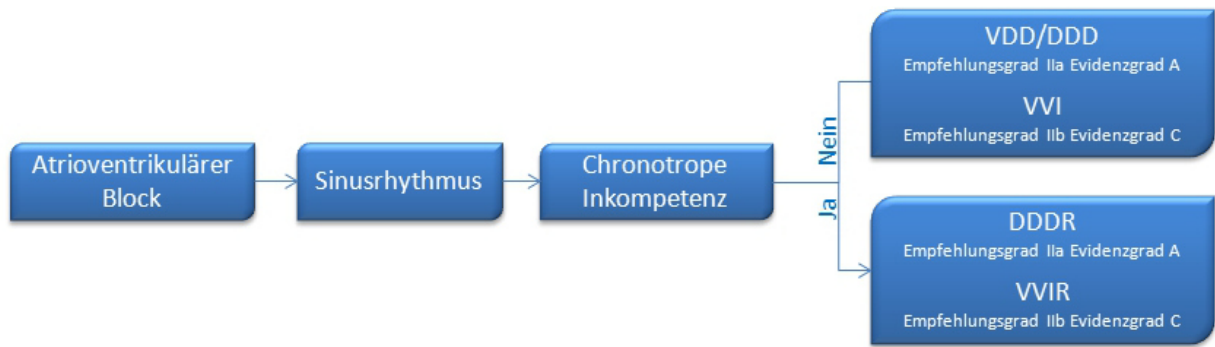 Atrioventrikulärer
Block
Sinusrhythmus
Chronotrope
Inkompetenz
Nein
Ja
VDD/DDD
Empfehlungsgrad IIa Evidenzgrad A
VVI
Empfehlungsgrad IIb Evidenzgrad C
DDDR
Empfehlungsgrad IIa Evidenzgrad A
VVIR
Empfehlungsgrad IIb Evidenzgrad C